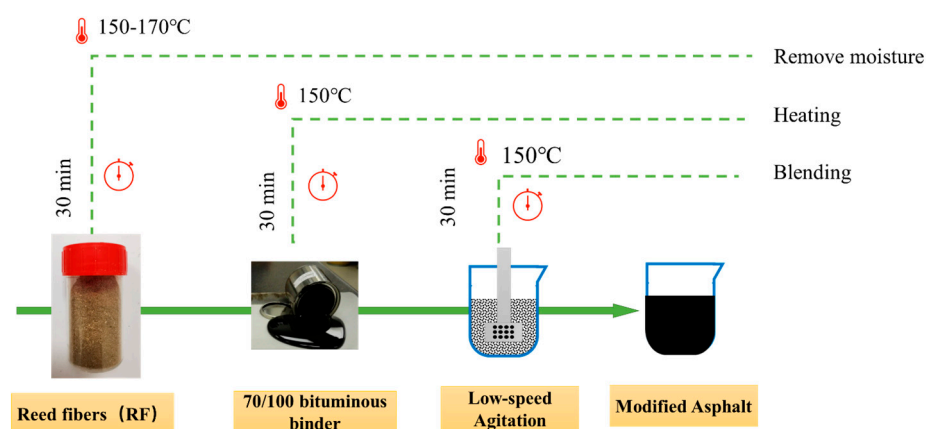 150-170℃
Remove moisture
150℃
Heating
150℃
Blending
30 min
30 min
30 min
Reed fibers（RF）
70/100 bituminous
binder
Low-speed
Agitation
Modified Asphalt